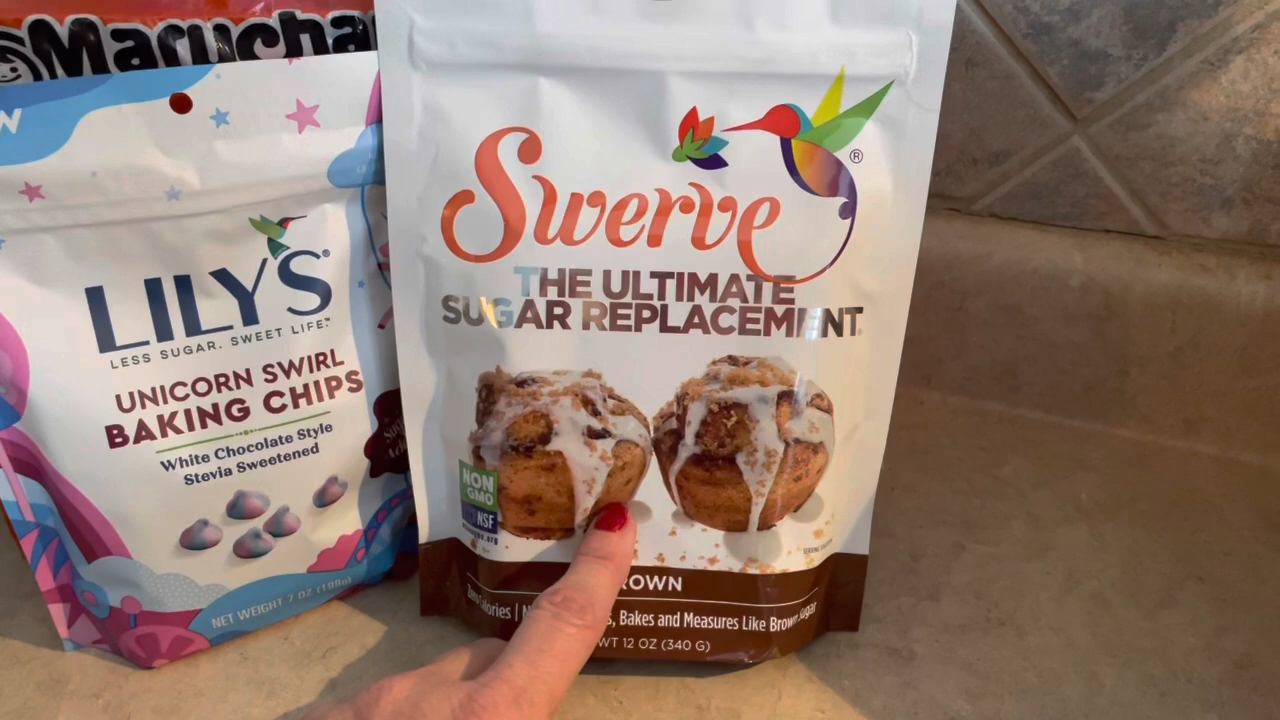 Maruchan
W
LILY'S®
LESS SUGAR. SWEET LIFE.™
UNICORN SWIRL
BAKING CHIPS
White Chocolate Style
Stevia Sweetened
NET WEIGHT 7 OZ (198g)
Swerve
®
THE ULTIMATE
SUGAR REPLACEMENT
NON
GMO
NSF
OWN
Zero Calories | N s, Bakes and Measures Like Brown Sugar
WT 12 OZ (340 G)